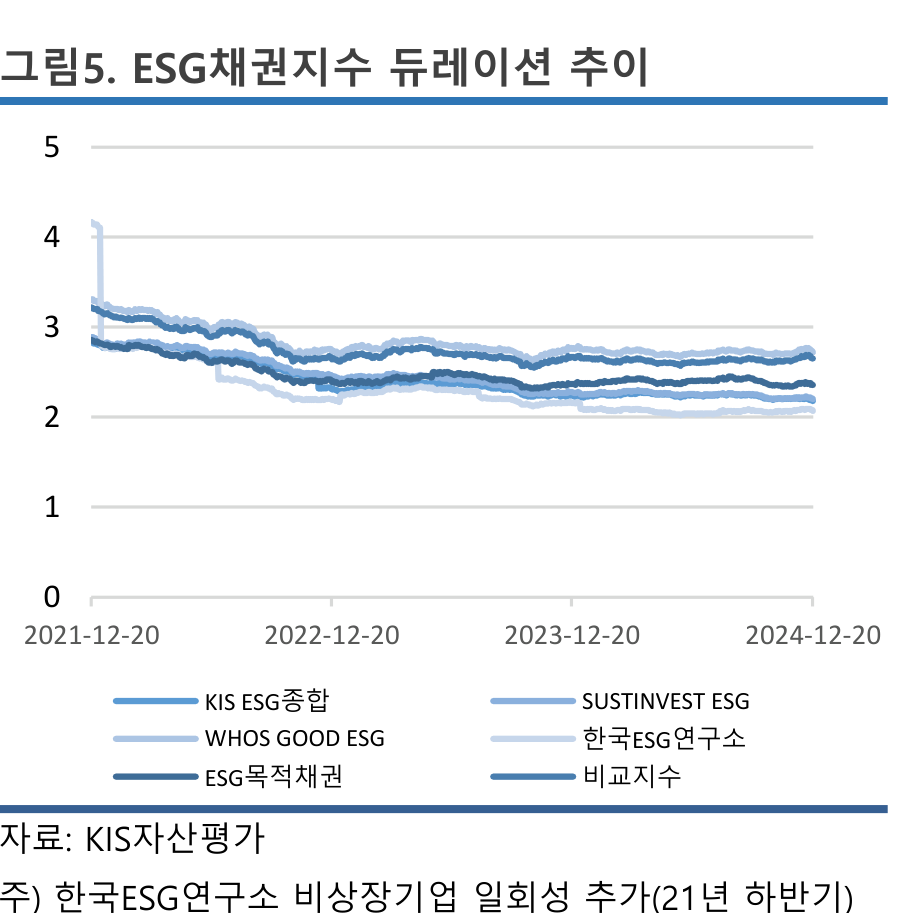 그림5. ESG채권지수 듀레이션 추이
5
4
3
2
1
0
2021-12-20 2022-12-20 2023-12-20 2024-12-20
KIS ESG종합 SUSTINVEST ESG
WHOS GOOD ESG 한국ESG연구소
ESG목적채권 비교지수
자료: KIS자산평가
주) 한국ESG연구소 비상장기업 일회성 추가(21년 하반기)